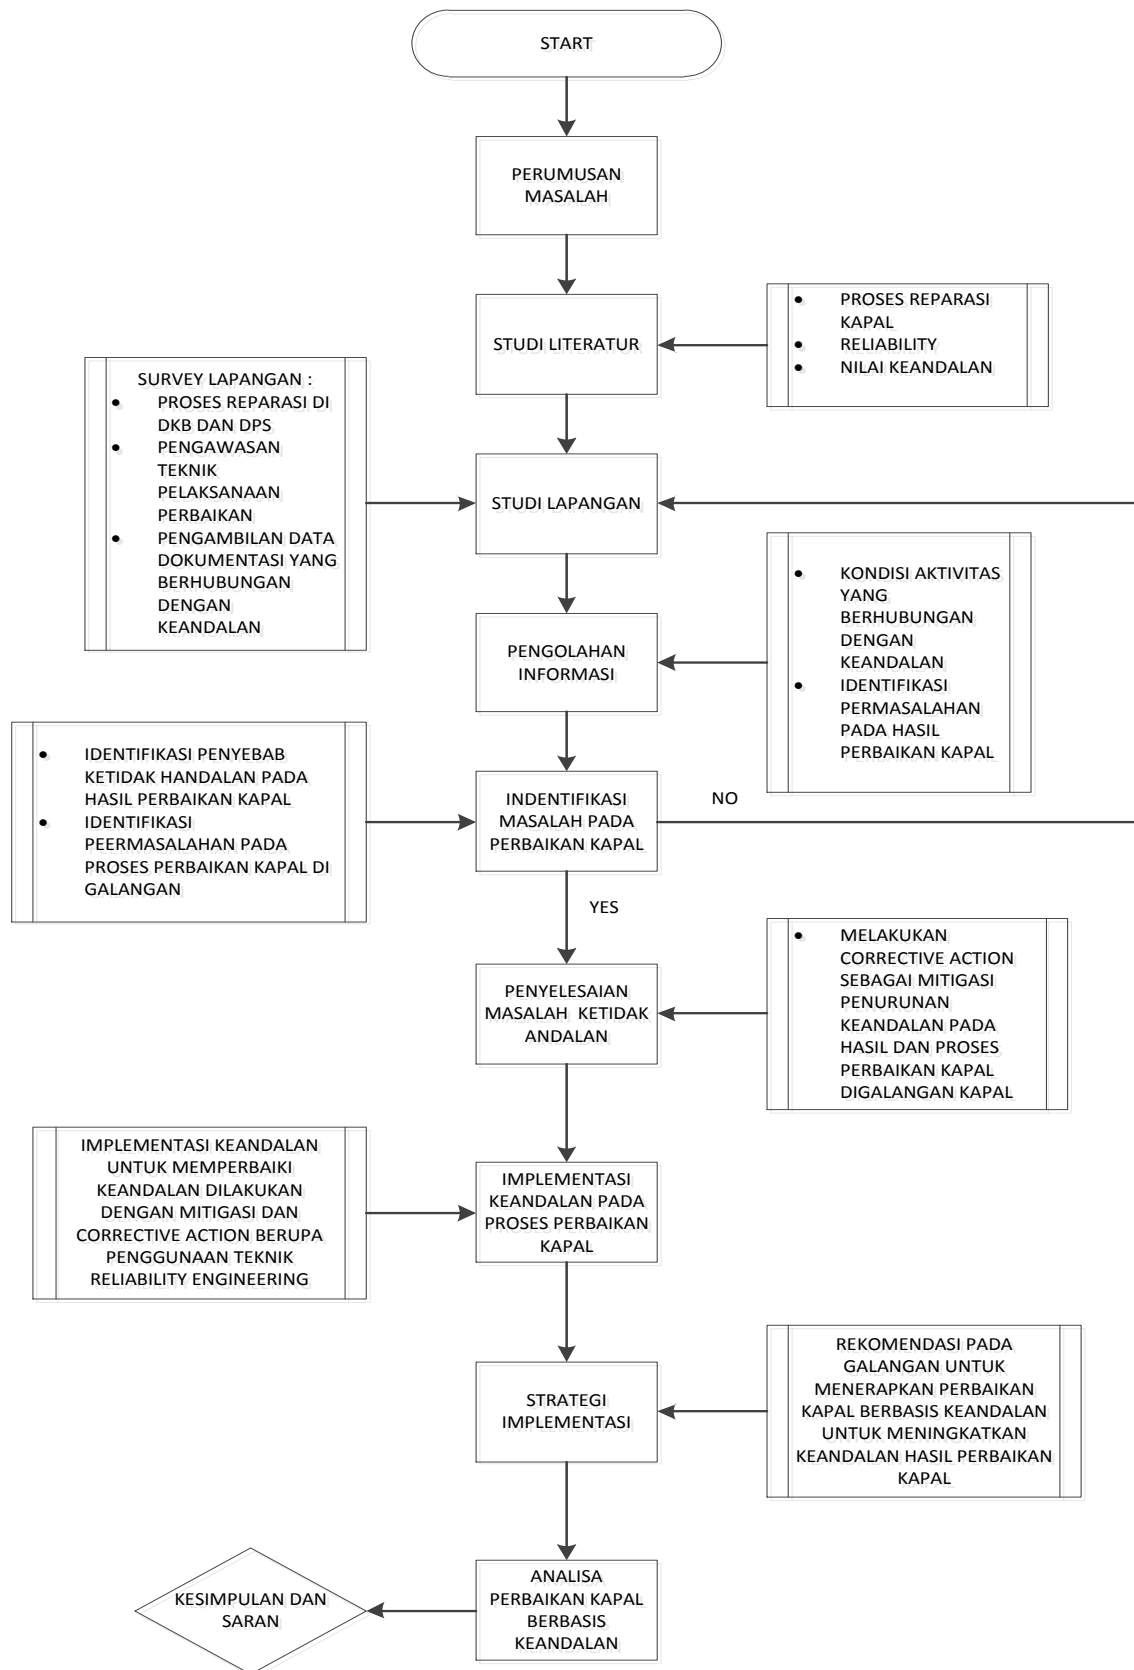 START
PERUMUSAN
MASALAH
STUDI LITERATUR
• PROSES REPARASI
KAPAL
• RELIABILITY
• NILAI KEANDALAN
SURVEY LAPANGAN :
• PROSES REPARASI DI
DKB DAN DPS
• PENGAWASAN
TEKNIK
PELAKSANAAN
PERBAIKAN
• PENGAMBILAN DATA
DOKUMENTASI YANG
BERHUBUNGAN
DENGAN
KEANDALAN
STUDI LAPANGAN
• KONDISI AKTIVITAS
YANG
BERHUBUNGAN
DENGAN
KEANDALAN
• IDENTIFIKASI
PERMASALAHAN
PADA HASIL
PERBAIKAN KAPAL
PENGOLAHAN
INFORMASI
• IDENTIFIKASI PENYEBAB
KETIDAK HANDALAN PADA
HASIL PERBAIKAN KAPAL
• IDENTIFIKASI
PEERMASALAHAN PADA
PROSES PERBAIKAN KAPAL DI
GALANGAN
INDENTIFIKASI
MASALAH PADA
PERBAIKAN KAPAL
NO
YES
PENYELESAIAN
MASALAH KETIDAK
ANDALAN
• MELAKUKAN
CORRECTIVE ACTION
SEBAGAI MITIGASI
PENURUNAN
KEANDALAN PADA
HASIL DAN PROSES
PERBAIKAN KAPAL
DIGALANGAN KAPAL
IMPLEMENTASI KEANDALAN
UNTUK MEMPERBAIKI
KEANDALAN DILAKUKAN
DENGAN MITIGASI DAN
CORRECTIVE ACTION BERUPA
PENGGUNAAN TEKNIK
RELIABILITY ENGINEERING
IMPLEMENTASI
KEANDALAN PADA
PROSES PERBAIKAN
KAPAL
STRATEGI
IMPLEMENTASI
REKOMENDASI PADA
GALANGAN UNTUK
MENERAPKAN PERBAIKAN
KAPAL BERBASIS KEANDALAN
UNTUK MENINGKATKAN
KEANDALAN HASIL PERBAIKAN
KAPAL
ANALISA
PERBAIKAN KAPAL
BERBASIS
KEANDALAN
KESIMPULAN DAN
SARAN